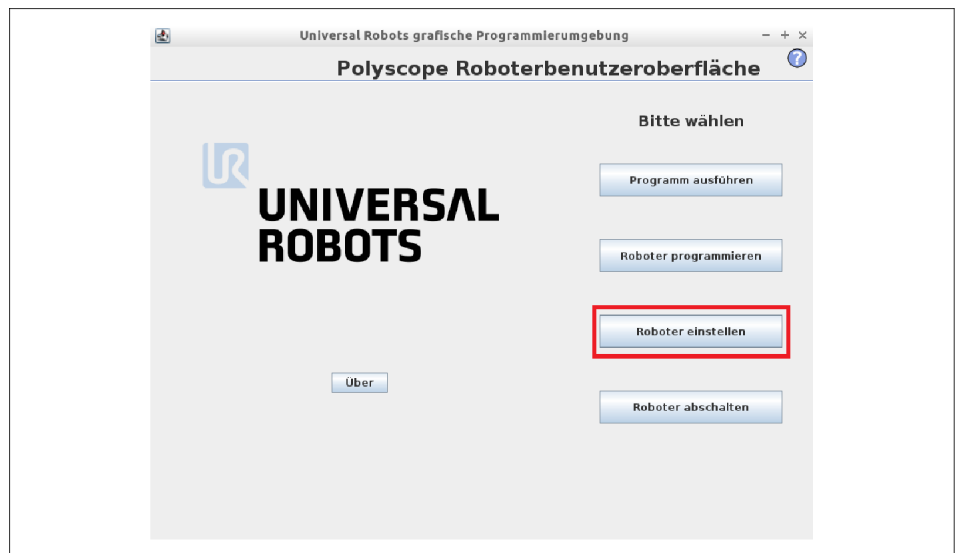 Universal Robots grafische Programmierumgebung
Polyscope Roboterbenutzeroberfläche
?
Bitte wählen
UR
UNIVERSAL
ROBOTS
Programm ausführen
Roboter programmieren
Roboter einstellen
Über
Roboter abschalten